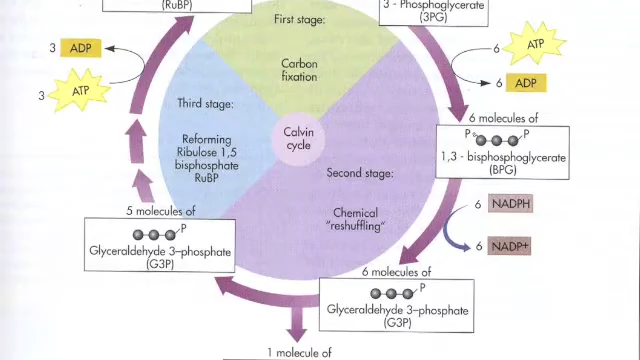 (RuBP)
3 - Phosphoglycerate
(3PG)
First stage:
Carbon
fixation
3 ADP
3 ATP
6 ATP
6 ADP
Third stage:
Reforming
Ribulose 1,5
bisphosphate
RuBP
Calvin
cycle
Second stage:
Chemical
"reshuffling"
6 molecules of
P P
1,3 - bisphosphoglycerate
(BPG)
6 NADPH
6 NADP+
5 molecules of
P
Glyceraldehyde 3–phosphate
(G3P)
6 molecules of
P
Glyceraldehyde 3–phosphate
(G3P)
1 molecule of